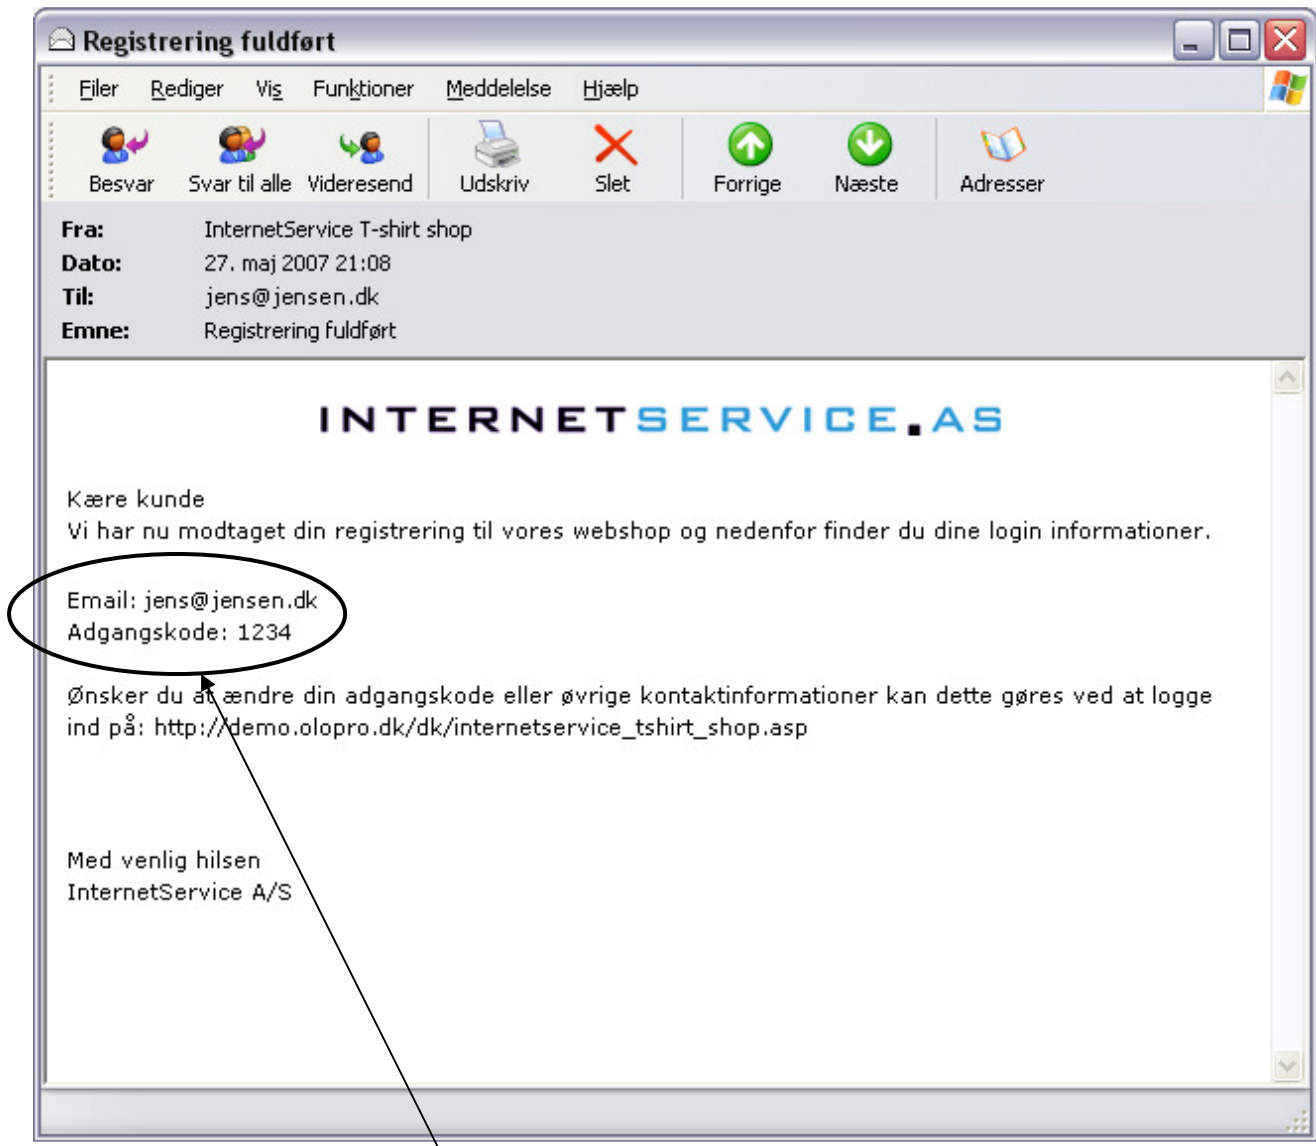 Registrering fuldført
Filer Rediger Vis Funktioner Meddelelse Hjælp
Besvar Svar til alle Videresend Udskriv Slet Forrige Næste Adresser
Fra: InternetService T-shirt shop
Dato: 27. maj 2007 21:08
Til: jens@jensen.dk
Emne: Registrering fuldført
INTERNETSERVICE.AS
Kære kunde
Vi har nu modtaget din registrering til vores webshop og nedenfor finder du dine login informationer.
Email: jens@jensen.dk
Adgangskode: 1234
Ønsker du at ændre din adgangskode eller øvrige kontaktinformationer kan dette gøres ved at logge
ind på: http://demo.olopro.dk/dk/internetservice_tshirt_shop.asp
Med venlig hilsen
InternetService A/S